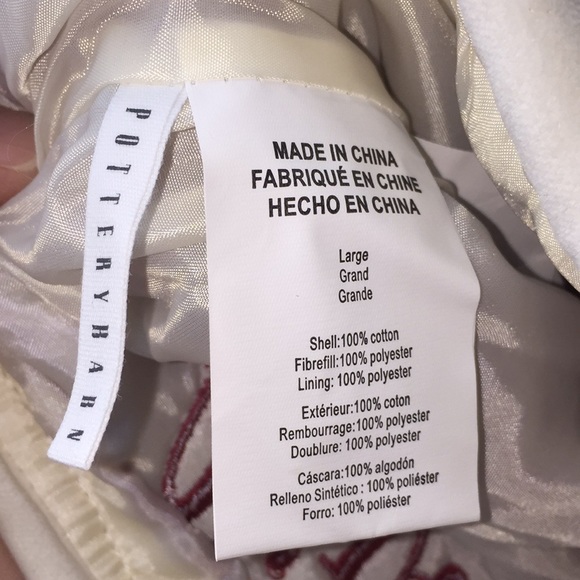 POTTERYBARN
MADE IN CHINA
FABRIQUÉ EN CHINE
HECHO EN CHINA
Large
Grand
Grande
Shell:100% cotton
Fibrefill:100% polyester
Lining: 100% polyester
Extérieur:100% coton
Rembourrage:100% polyester
Doublure: 100% polyester
Cáscara:100% algodón
Relleno Sintético : 100% poliéster
Forro: 100% poliéster